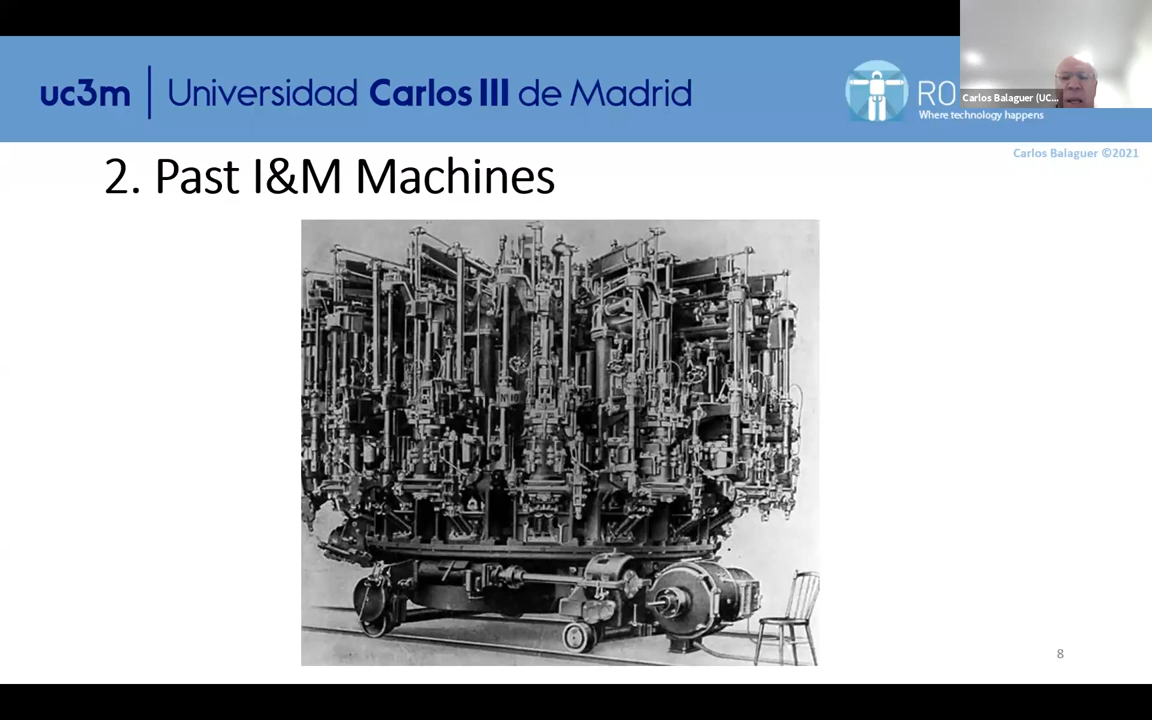 uc3m | Universidad Carlos III de Madrid
RO
Where technology happens
Carlos Balaguer (UC...
Carlos Balaguer ©2021
2. Past I&M Machines
8